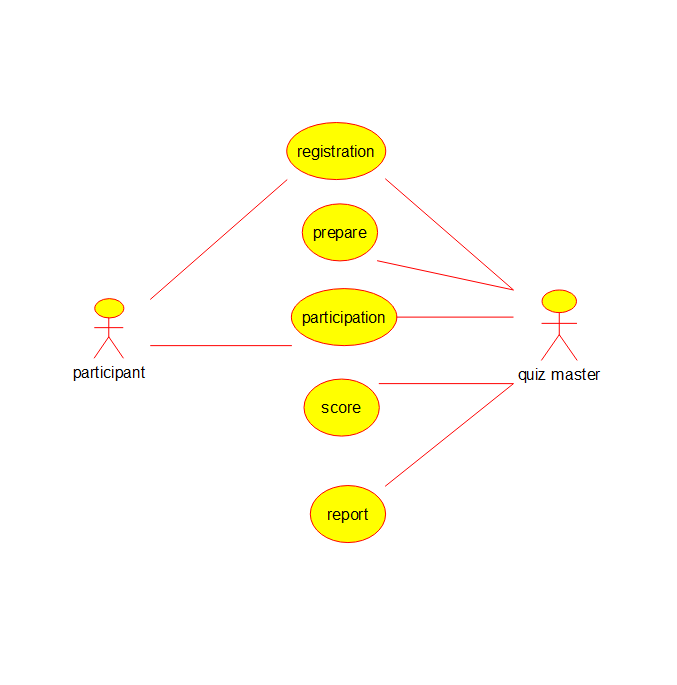 registration
prepare
participation
participant
quiz master
score
report